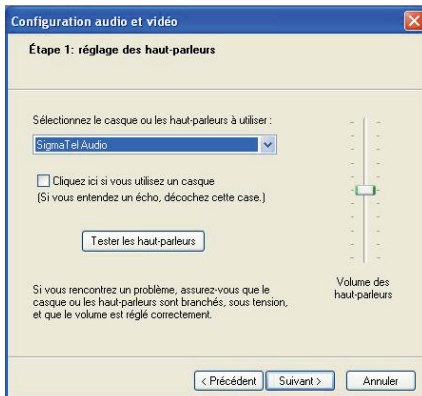 Configuration audio et vidéo
Étape 1: réglage des haut-parleurs
Sélectionnez le casque ou les haut-parleurs à utiliser :
SigmaTel Audio
Cliquez ici si vous utilisez un casque
(Si vous entendez un écho, décochez cette case.)
Tester les haut-parleurs
Si vous rencontrez un problème, assurez-vous que le
casque ou les haut-parleurs sont branchés, sous tension,
et que le volume est réglé correctement.
Volume des
haut-parleurs
< Précédent
Suivant >
Annuler